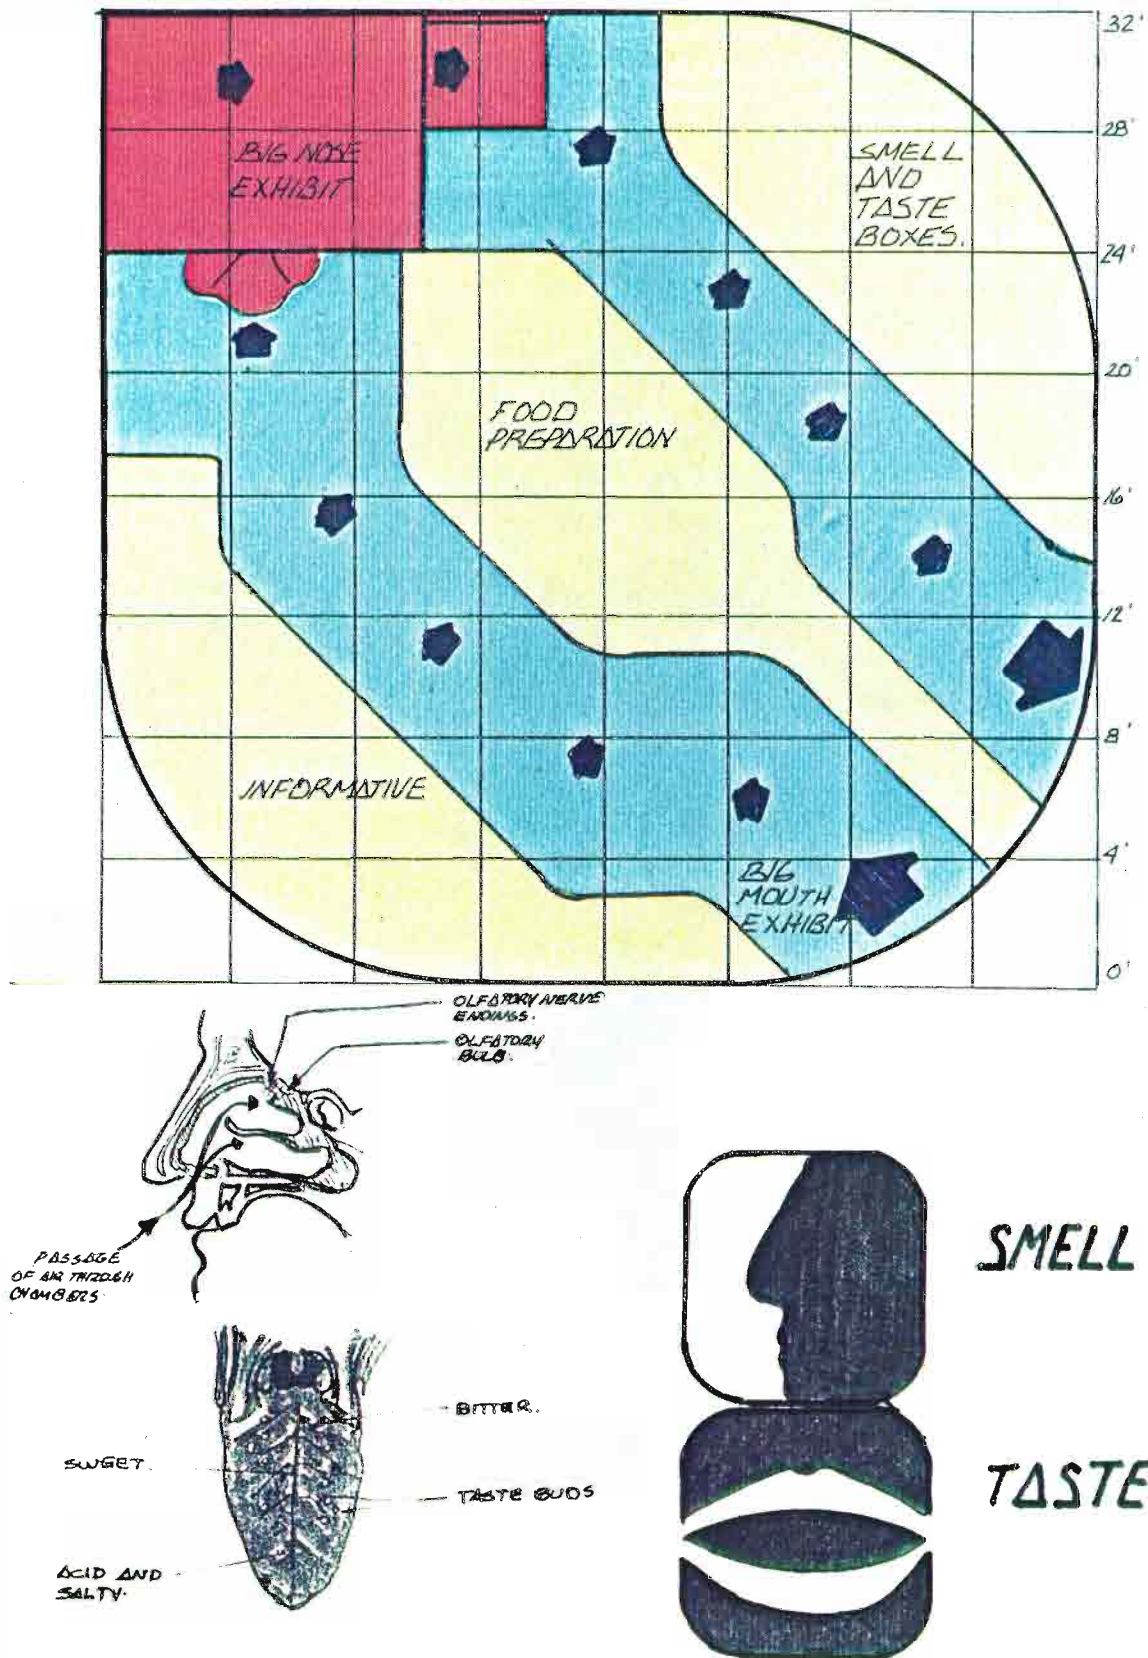 32'
BIG NOSE
EXHIBIT
SMELL
AND
TASTE
BOXES.
28'
24'
20'
FOOD
PREPARATION
16'
12'
8'
INFORMATIVE
4'
BIG
MOUTH
EXHIBIT
0'
OLFATORY NERVE
ENDINGS.
OLFATORY
BULB.
PASSAGE
OF AIR THROUGH
CHAMBERS
SMELL
BITTER.
SWEET.
TASTE BUDS
TASTE
ACID AND
SALTY.